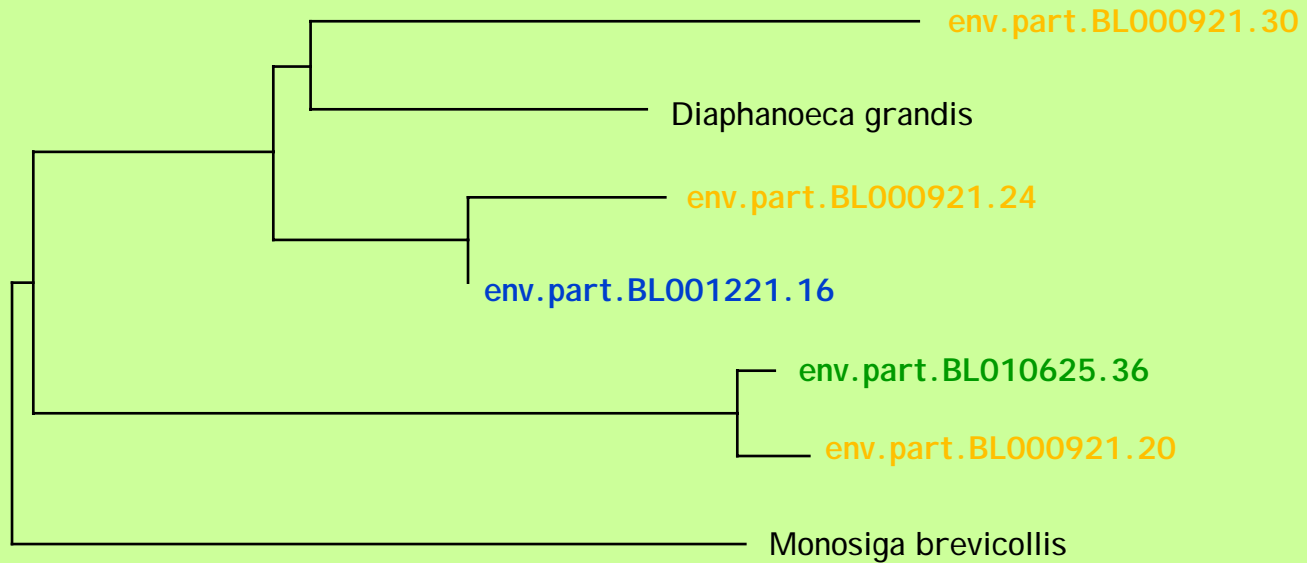 env.part.BL000921.30
Diaphanoeca grandis
env.part.BL000921.24
env.part.BL001221.16
env.part.BL010625.36
env.part.BL000921.20
Monosiga brevicollis